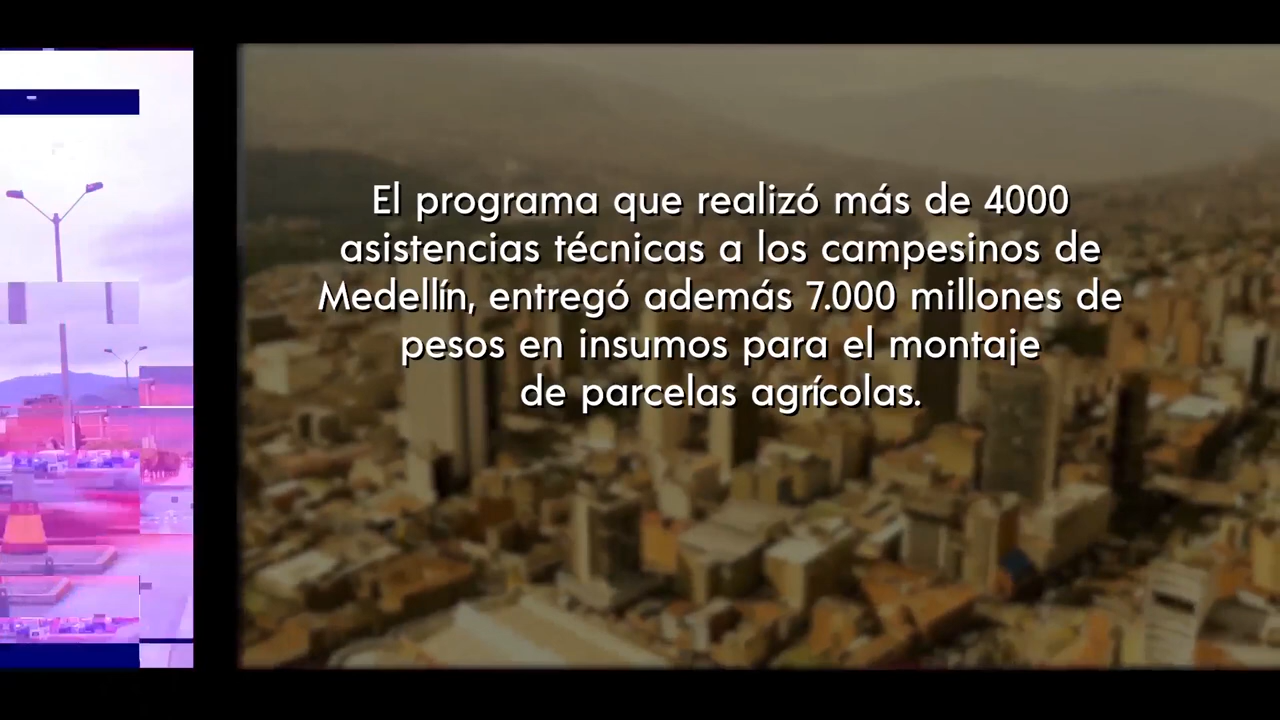 El programa que realizó más de 4000
asistencias técnicas a los campesinos de
Medellín, entregó además 7.000 millones de
pesos en insumos para el montaje
de parcelas agrícolas.